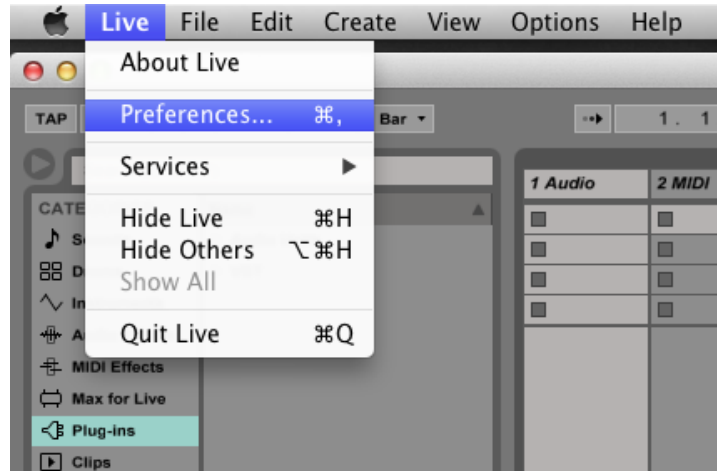 Live File Edit Create View Options Help
About Live
Preferences... ⌘,
Services
Hide Live ⌘H
Hide Others ⌥⌘H
Show All
Quit Live ⌘Q
TAP
Bar
1. 1
1 Audio
2 MIDI
MIDI Effects
Max for Live
Plug-ins
Clips